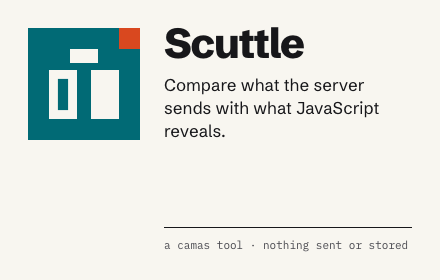 Scuttle
Compare what the server
sends with what JavaScript
reveals.
a camas tool · nothing sent or stored